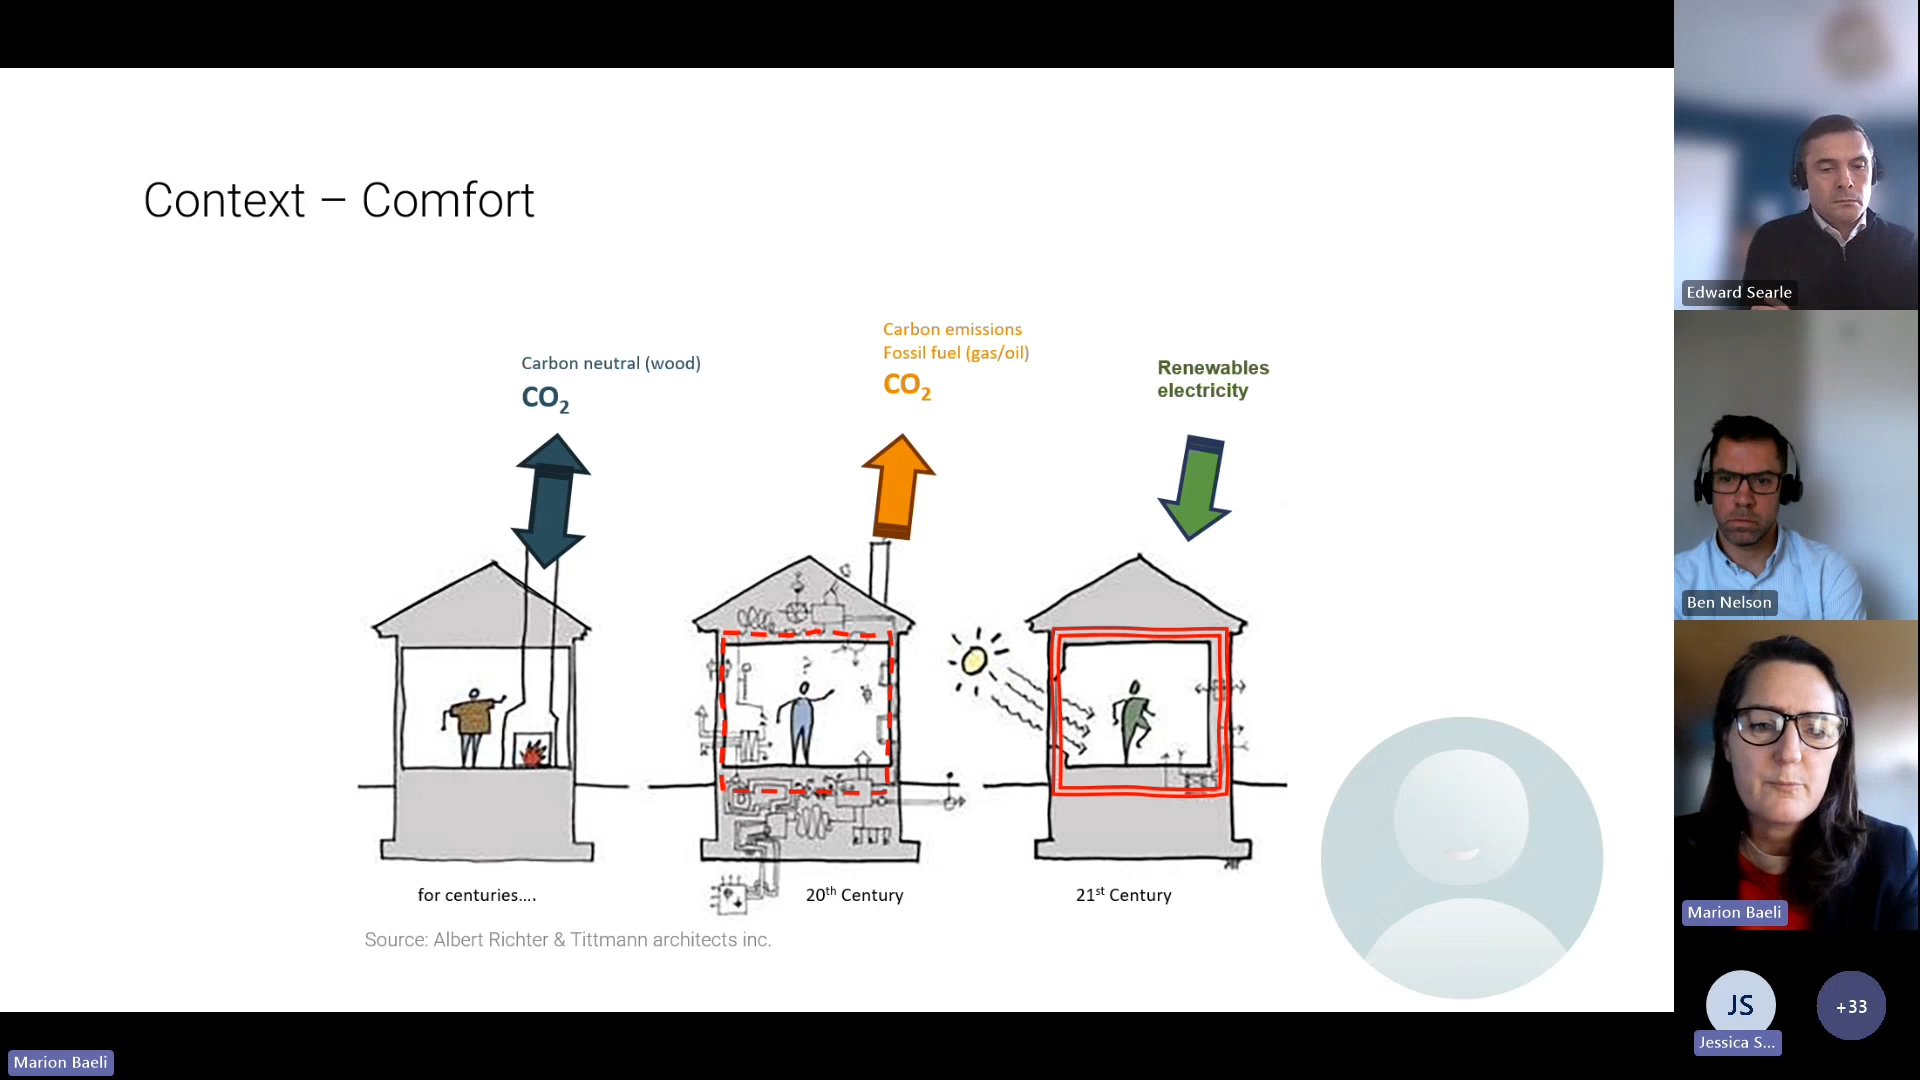 Context – Comfort
Carbon neutral (wood)
CO2
Carbon emissions
Fossil fuel (gas/oil)
CO2
Renewables
electricity
?
for centuries....
20th Century
21st Century
Source: Albert Richter & Tittmann architects inc.
Edward Searle
Ben Nelson
Marion Baeli
JS
Jessica S...
+33
Marion Baeli